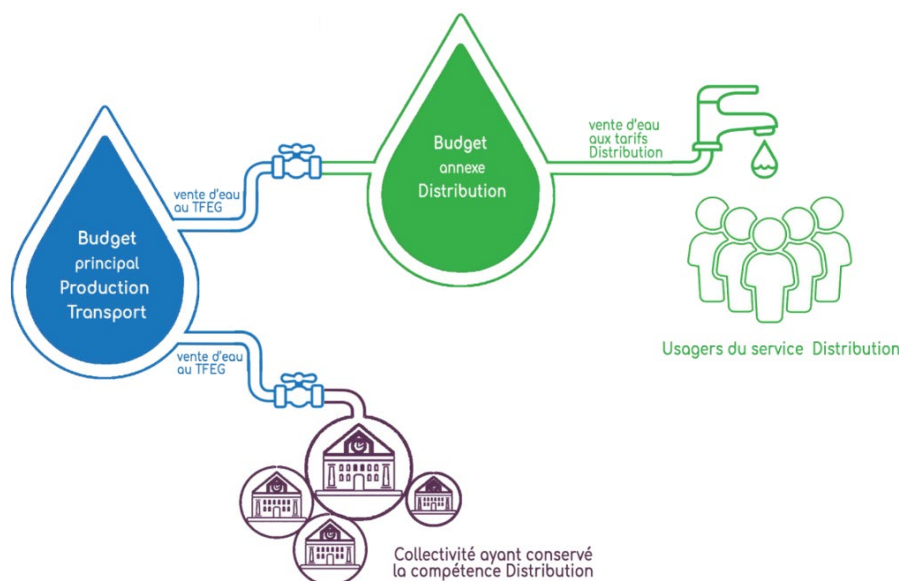 Budget
principal
Production
Transport
vente d'eau
au TFEG
Budget
annexe
Distribution
vente d'eau
aux tarifs
Distribution
Usagers du service Distribution
vente d'eau
au TFEG
Collectivité ayant conservé
la compétence Distribution